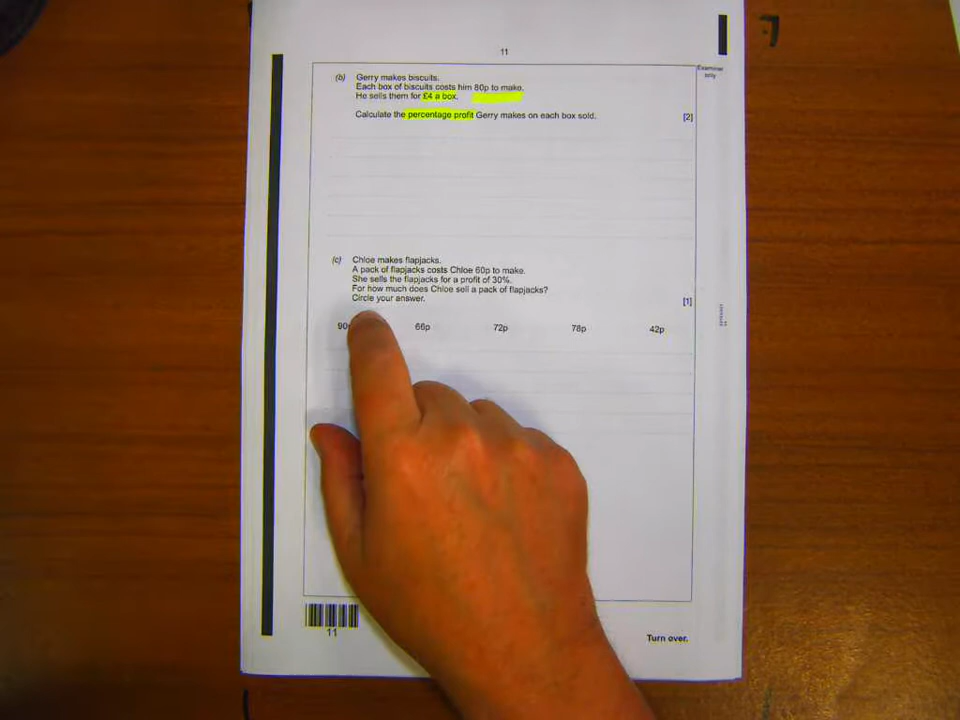 11
Examiner
only
(b) Gerry makes biscuits.
Each box of biscuits costs him 80p to make.
He sells them for £4 a box.
Calculate the percentage profit Gerry makes on each box sold.
[2]
(c) Chloe makes flapjacks.
A pack of flapjacks costs Chloe 60p to make.
She sells the flapjacks for a profit of 30%.
For how much does Chloe sell a pack of flapjacks?
Circle your answer.
[1]
66p 72p 78p 42p
11
Turn over.